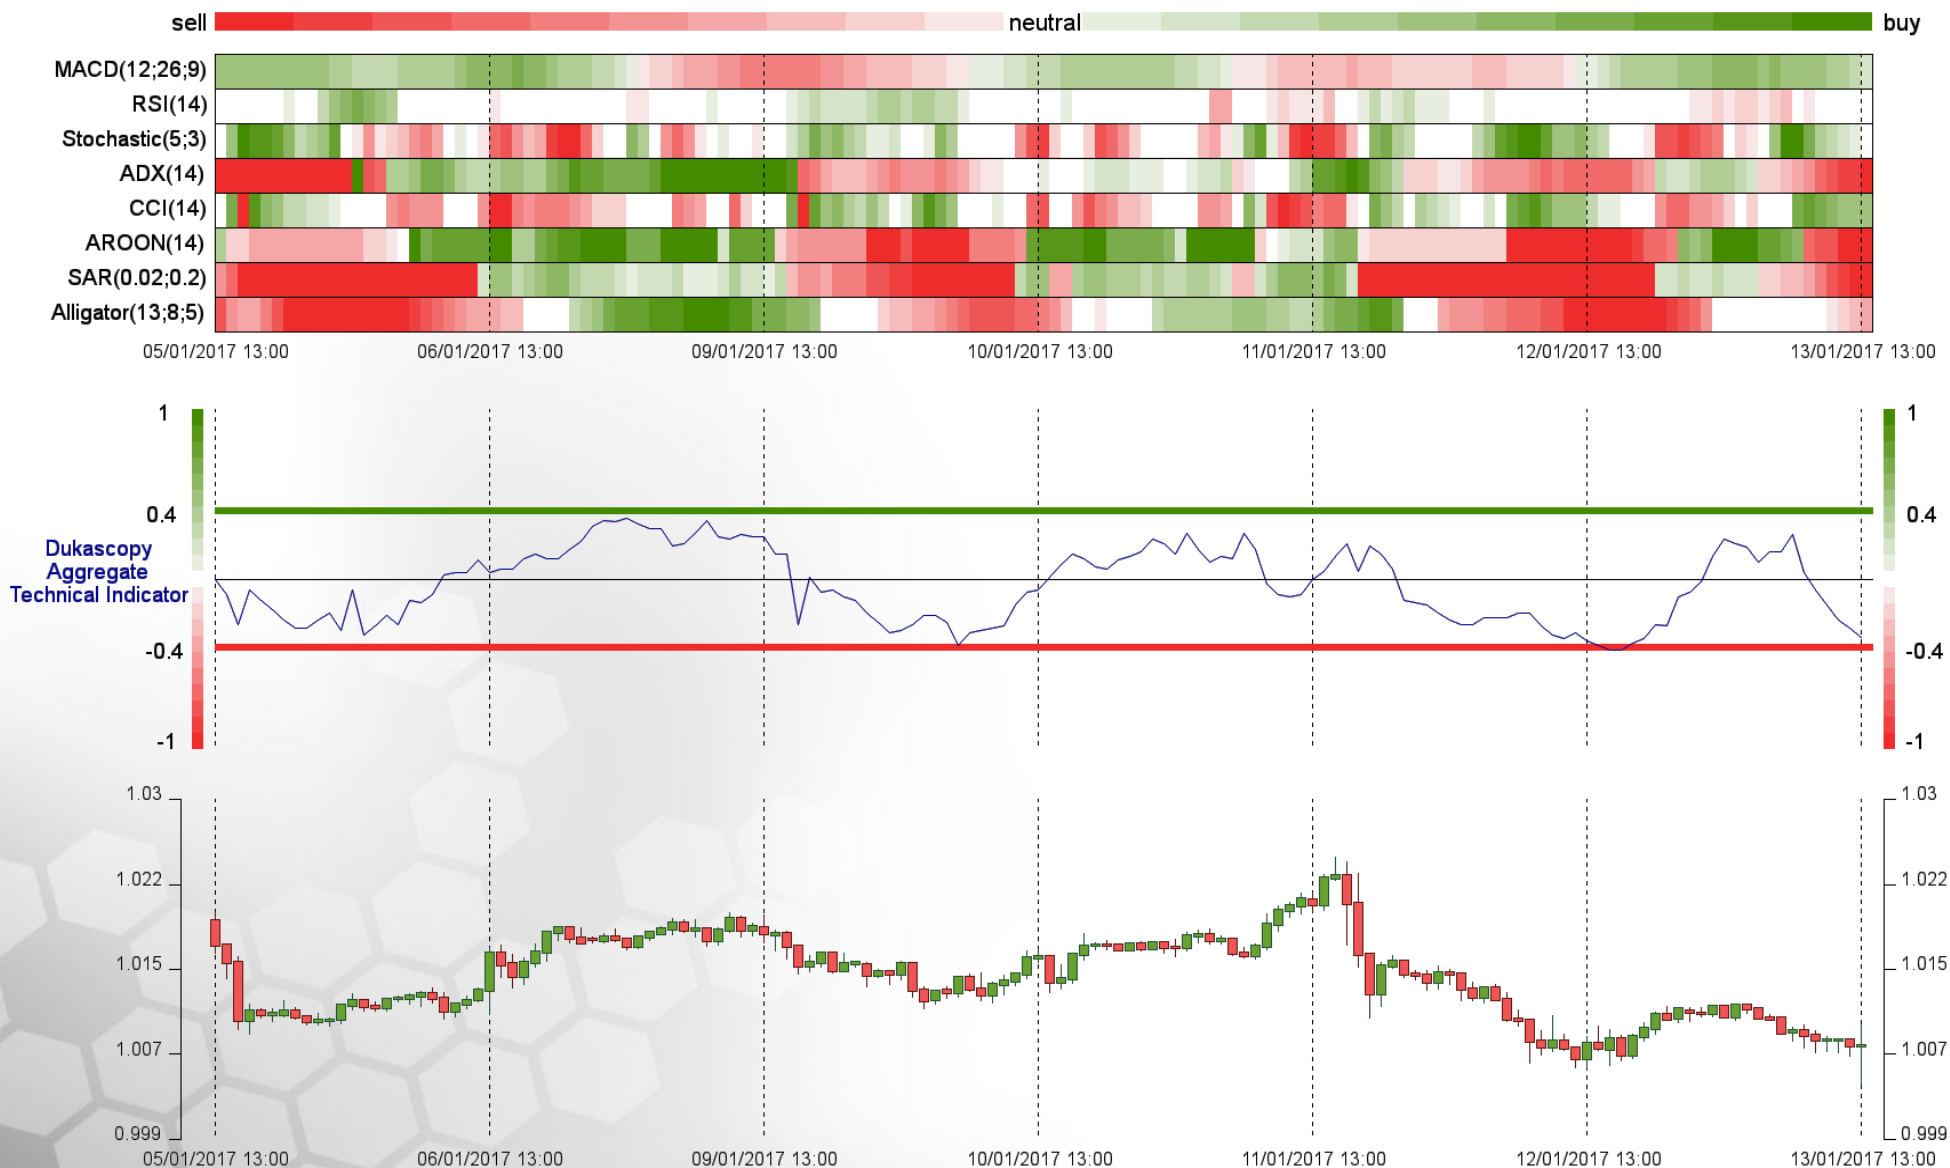 sell neutral buy
MACD(12;26;9)
RSI(14)
Stochastic(5;3)
ADX(14)
CCI(14)
AROON(14)
SAR(0.02;0.2)
Alligator(13;8;5)
05/01/2017 13:00 06/01/2017 13:00 09/01/2017 13:00 10/01/2017 13:00 11/01/2017 13:00 12/01/2017 13:00 13/01/2017 13:00
1 1
0.4 0.4
Dukascopy
Aggregate
Technical Indicator
-0.4 -0.4
-1 -1
1.03 1.03
1.022 1.022
1.015 1.015
1.007 1.007
0.999 0.999
05/01/2017 13:00 06/01/2017 13:00 09/01/2017 13:00 10/01/2017 13:00 11/01/2017 13:00 12/01/2017 13:00 13/01/2017 13:00